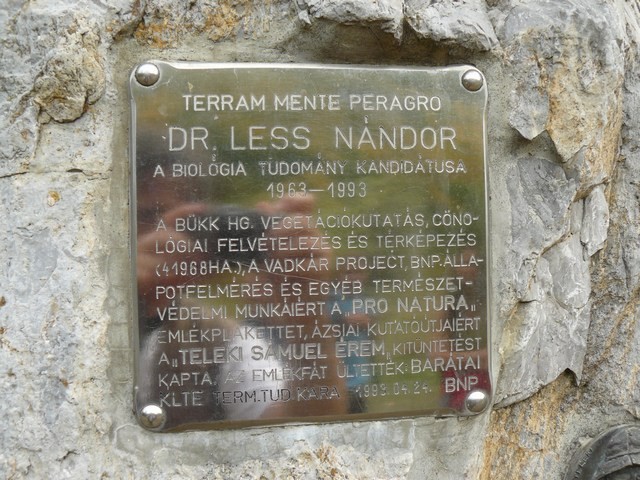 TERRAM MENTE PERAGRO
DR. LESS NÁNDOR
A BIOLÓGIA TUDOMÁNY KANDIDÁTUSA
1963—1993
A BÜKK HG. VEGETÁCIÓKUTATÁS, CÖNO-
LÓGIAI FELVÉTELEZÉS ÉS TÉRKÉPEZÉS
(41968HA.), A VADKÁR PROJECT, BNP. ÁLLA-
POTFELMÉRÉS ÉS EGYÉB TERMÉSZET-
VÉDELMI MUNKÁIÉRT A „PRO NATURA„
EMLÉKPLAKETTET, ÁZSIAI KUTATÓÚTJAIÉRT
A „TELEKI SÁMUEL ÉREM„ KITÜNTETÉST
KAPTA, AZ EMLÉKFÁT ÜLTETTÉK: BARÁTAI
KLTE TERM.TUD.KARA 1993.04.24. BNP